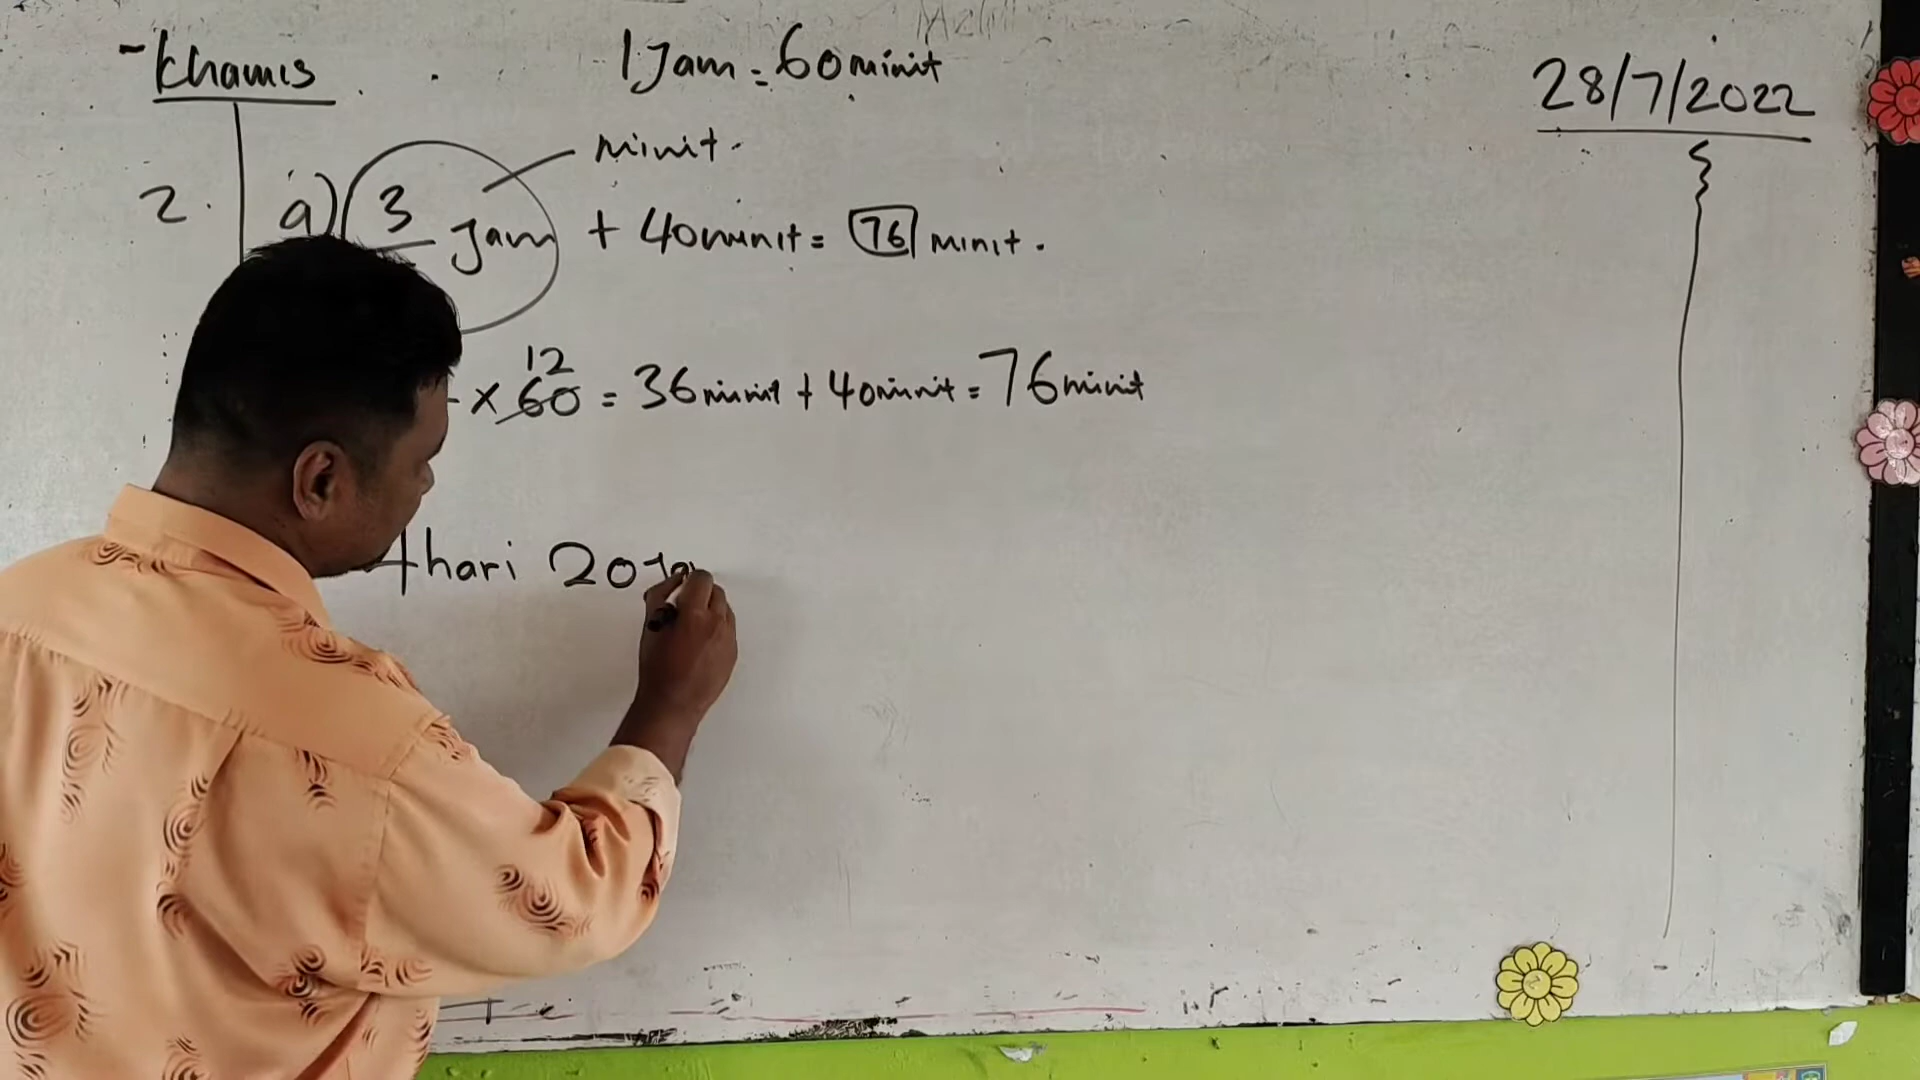 Khamis
1 Jam = 60 minit
28/7/2022
minit.
2. a) 3 Jam + 40 minit = 76 minit.
12
x 60 = 36 minit + 40 minit = 76 minit
4 hari 20